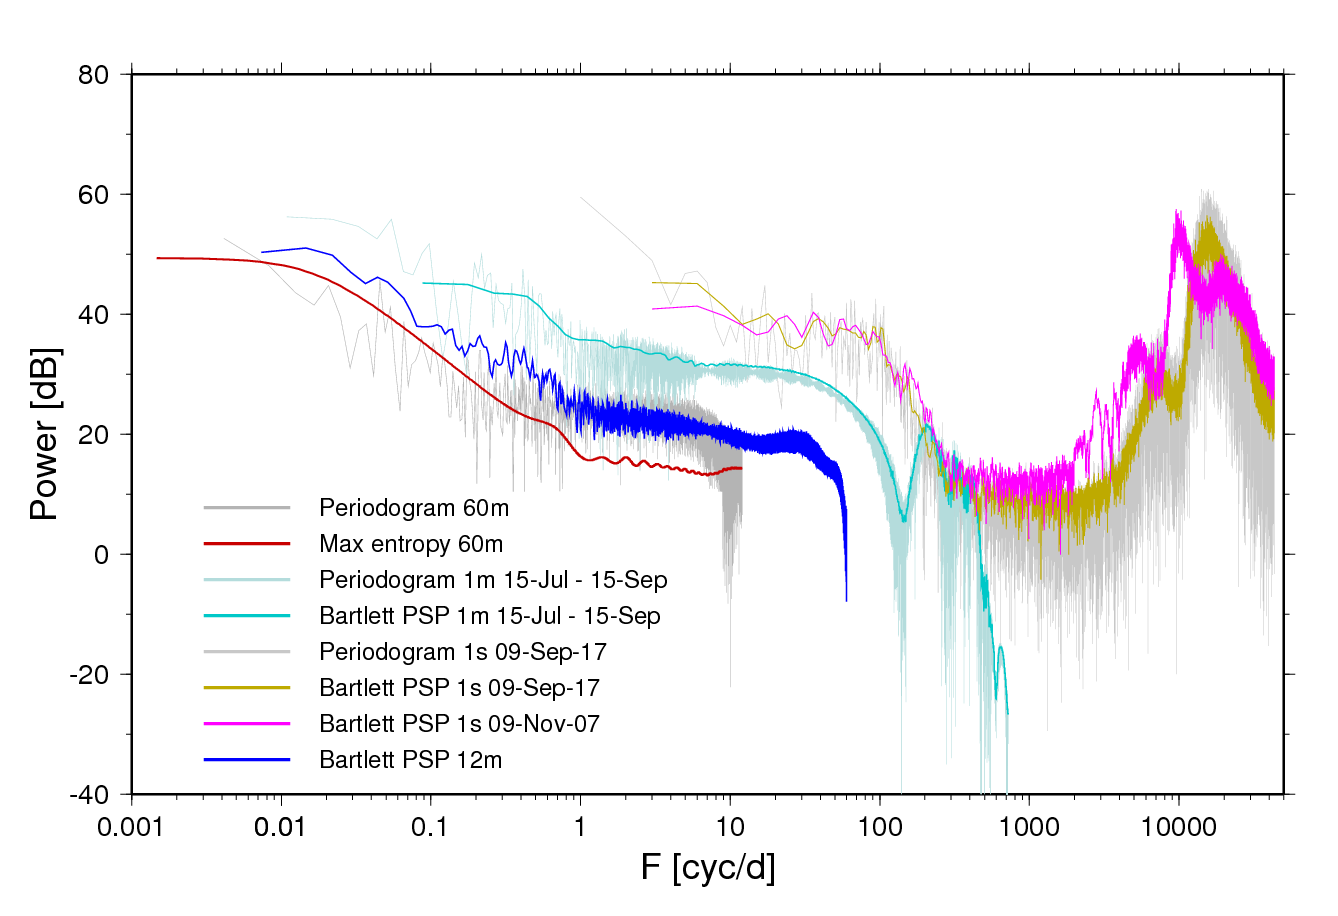 80
60
40
20
0
-20
-40
Power [dB]
Periodogram 60m
Max entropy 60m
Periodogram 1m 15-Jul - 15-Sep
Bartlett PSP 1m 15-Jul - 15-Sep
Periodogram 1s 09-Sep-17
Bartlett PSP 1s 09-Sep-17
Bartlett PSP 1s 09-Nov-07
Bartlett PSP 12m
0.001 0.01 0.1 1 10 100 1000 10000
F [cyc/d]